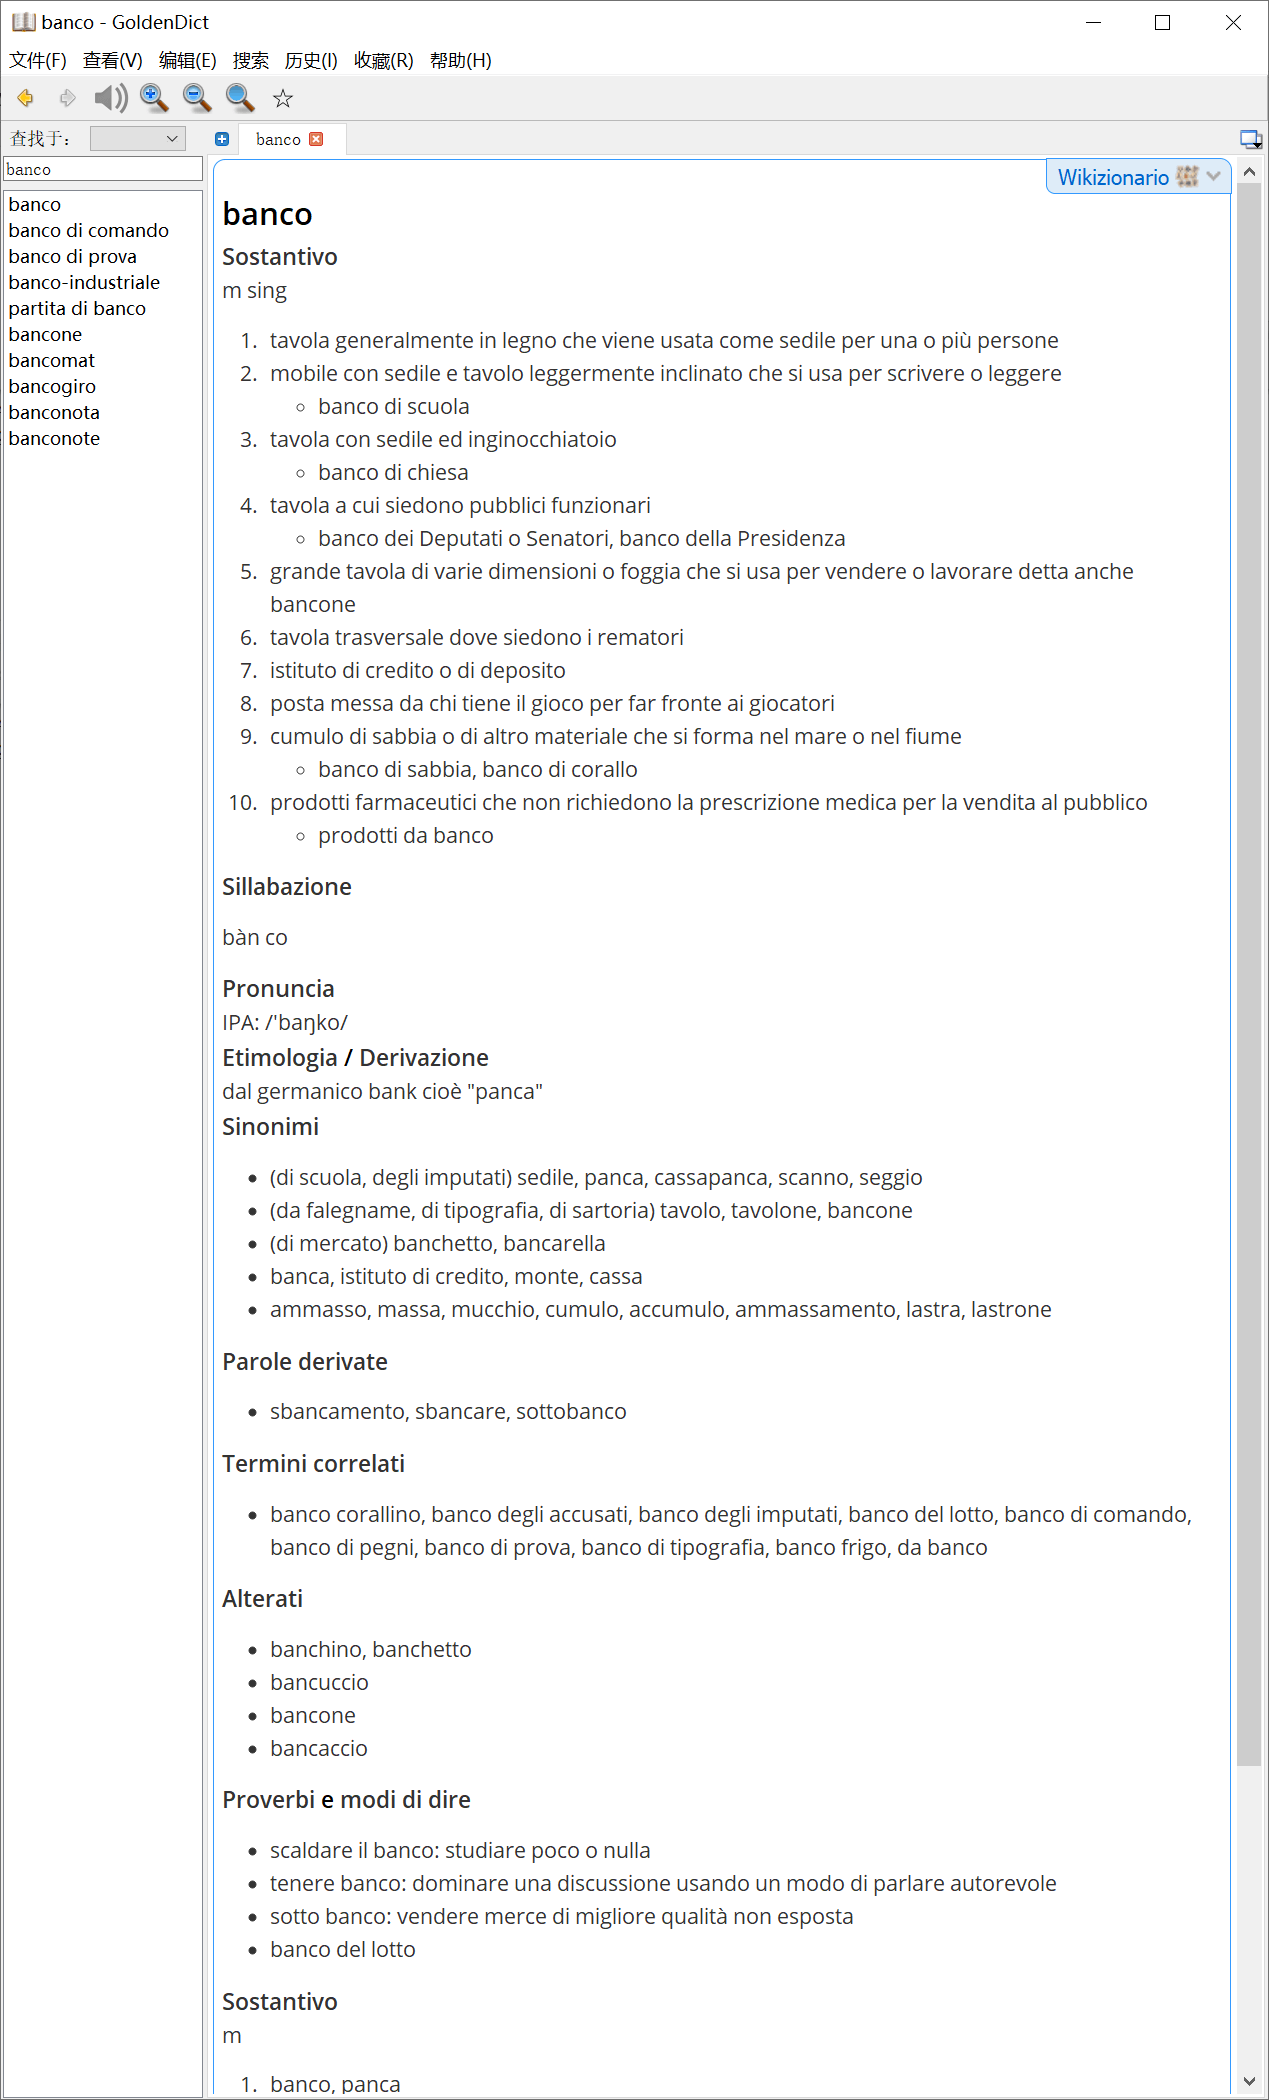 banco - GoldenDict
文件(F) 查看(V) 编辑(E) 搜索 历史(I) 收藏(R) 帮助(H)
查找于:
banco
banco
banco
banco di comando
banco di prova
banco-industriale
partita di banco
bancone
bancomat
bancogiro
banconota
banconote
Wikizionario
banco
Sostantivo
m sing
1. tavola generalmente in legno che viene usata come sedile per una o più persone
2. mobile con sedile e tavolo leggermente inclinato che si usa per scrivere o leggere
banco di scuola
3. tavola con sedile ed inginocchiatoio
banco di chiesa
4. tavola a cui siedono pubblici funzionari
banco dei Deputati o Senatori, banco della Presidenza
5. grande tavola di varie dimensioni o foggia che si usa per vendere o lavorare detta anche
bancone
6. tavola trasversale dove siedono i rematori
7. istituto di credito o di deposito
8. posta messa da chi tiene il gioco per far fronte ai giocatori
9. cumulo di sabbia o di altro materiale che si forma nel mare o nel fiume
banco di sabbia, banco di corallo
10. prodotti farmaceutici che non richiedono la prescrizione medica per la vendita al pubblico
prodotti da banco
Sillabazione
bàn co
Pronuncia
IPA: /'baŋko/
Etimologia / Derivazione
dal germanico bank cioè "panca"
Sinonimi
(di scuola, degli imputati) sedile, panca, cassapanca, scanno, seggio
(da falegname, di tipografia, di sartoria) tavolo, tavolone, bancone
(di mercato) banchetto, bancarella
banca, istituto di credito, monte, cassa
ammasso, massa, mucchio, cumulo, accumulo, ammassamento, lastra, lastrone
Parole derivate
sbancamento, sbancare, sottobanco
Termini correlati
banco corallino, banco degli accusati, banco degli imputati, banco del lotto, banco di comando,
banco di pegni, banco di prova, banco di tipografia, banco frigo, da banco
Alterati
banchino, banchetto
bancuccio
bancone
bancaccio
Proverbi e modi di dire
scaldare il banco: studiare poco o nulla
tenere banco: dominare una discussione usando un modo di parlare autorevole
sotto banco: vendere merce di migliore qualità non esposta
banco del lotto
Sostantivo
m
1. banco, panca